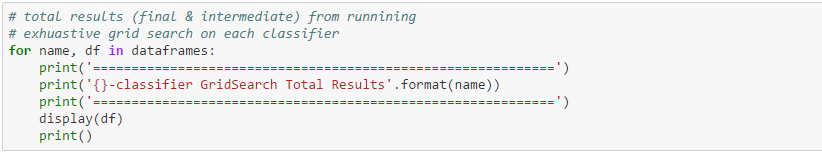 # total results (final & intermediate) from runnining
# exhuastive grid search on each classifier
for name, df in dataframes:
    print('=============================================================')
    print('{}-classifier GridSearch Total Results'.format(name))
    print('=============================================================')
    display(df)
    print()